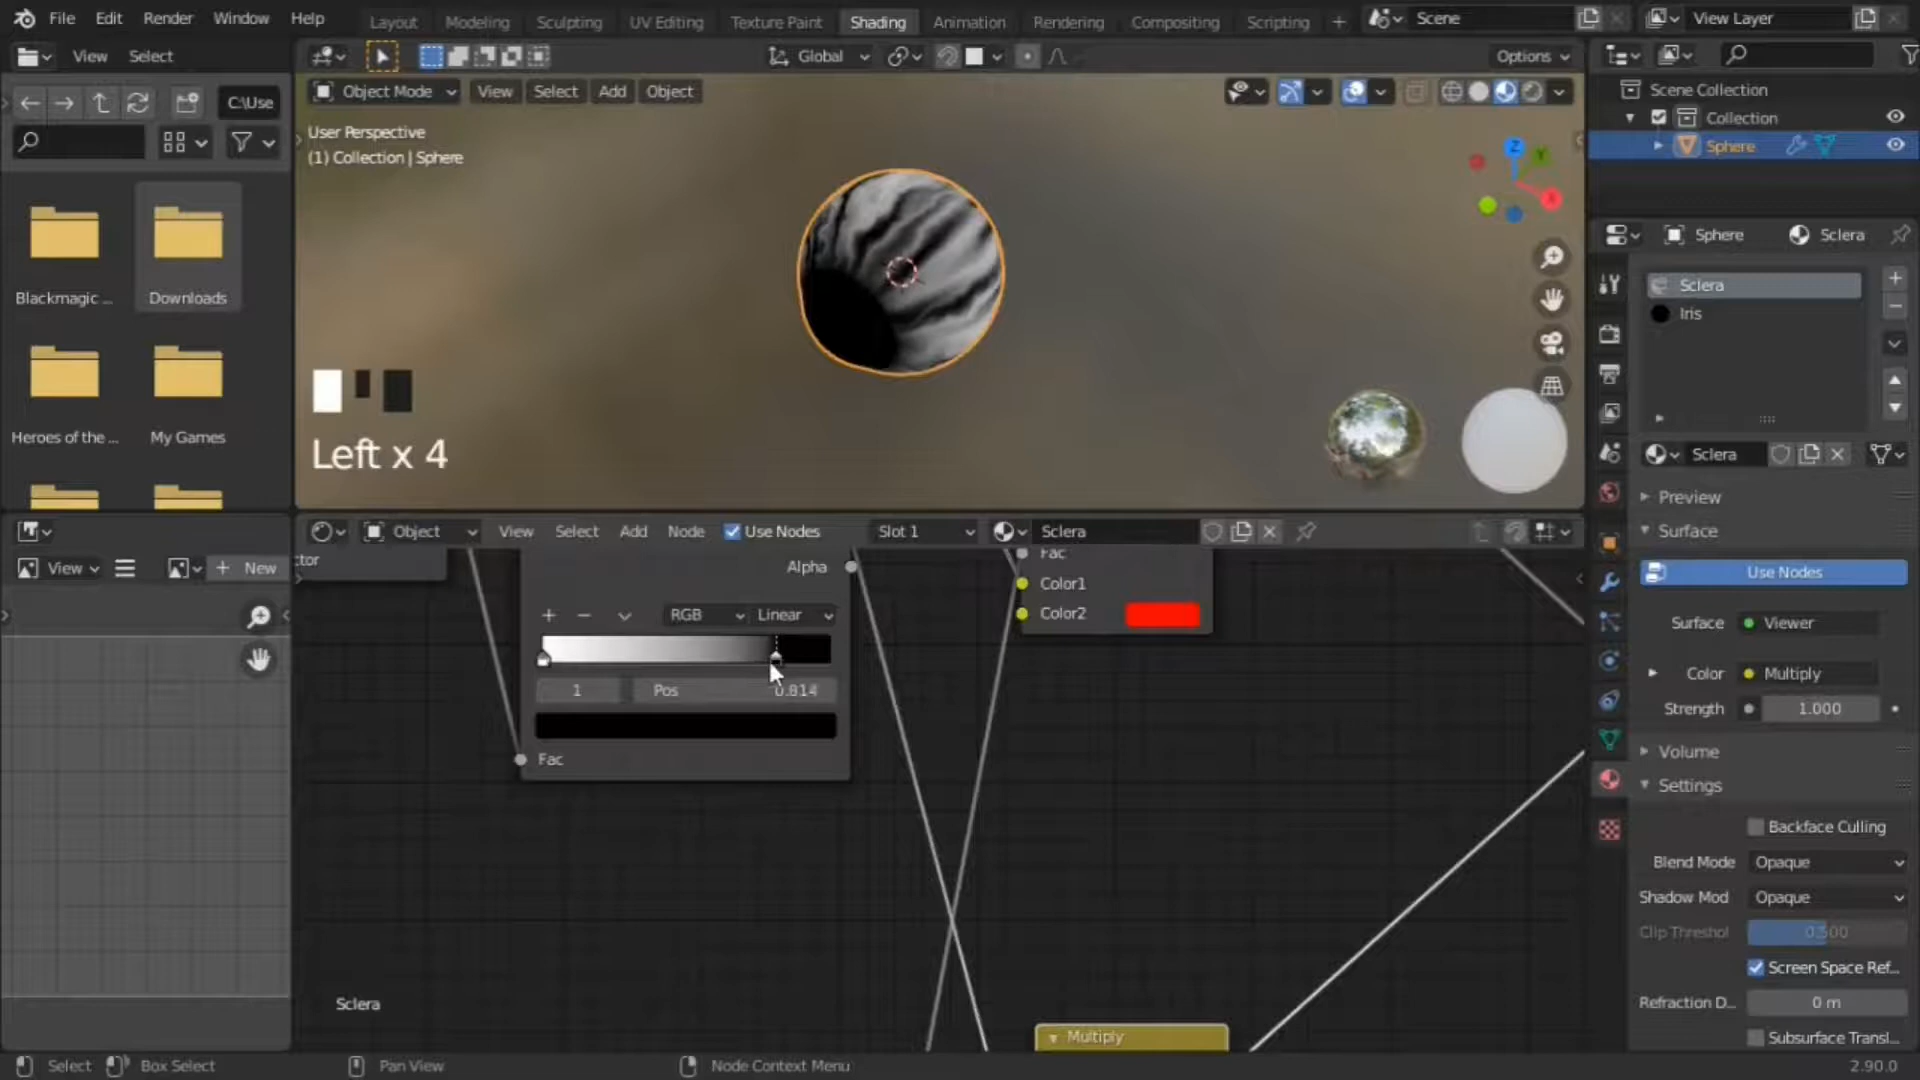 File Edit Render Window Help Layout Modeling Sculpting UV Editing Texture Paint Shading Animation Rendering Compositing Scripting + Scene View Layer
View Select Global Options
C:\Use Object Mode View Select Add Object
Scene Collection
Collection
Sphere
User Perspective
(1) Collection | Sphere
Z Y X
Blackmagic ... Downloads
Heroes of the ... My Games
Left x 4
Sphere Sclera
Sclera
Iris
Sclera
Preview
Surface
Use Nodes
Surface Viewer
Color Multiply
Strength 1.000
Volume
Settings
Backface Culling
Blend Mode Opaque
Shadow Mod Opaque
Clip Threshol 0.500
Screen Space Ref...
Refraction D... 0 m
Subsurface Transl...
Object View Select Add Node Use Nodes Slot 1 Sclera
View + New
ctor
Alpha
RGB Linear
1 Pos 0.814
Fac
Fac
Color1
Color2
Multiply
Sclera
Select Box Select Pan View Node Context Menu 2.90.0